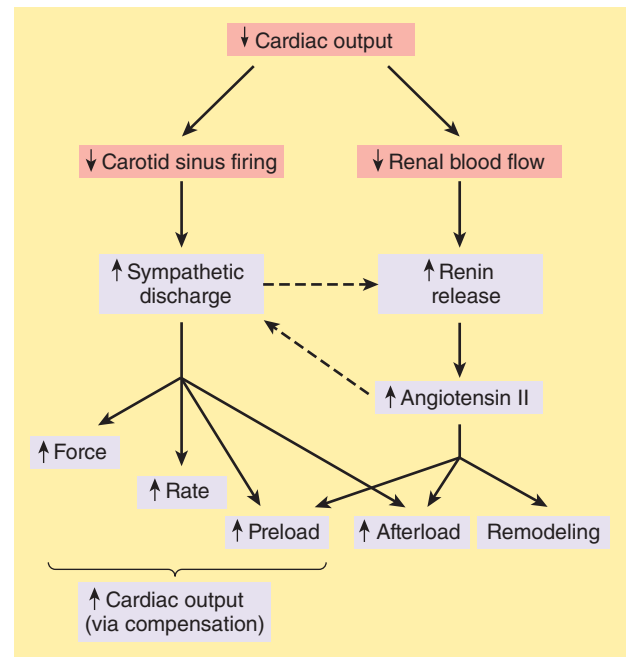 ↓ Cardiac output
↓ Carotid sinus firing
↓ Renal blood flow
↑ Sympathetic
discharge
↑ Renin
release
↑ Angiotensin II
↑ Force
↑ Rate
↑ Preload
↑ Afterload
Remodeling
↑ Cardiac output
(via compensation)